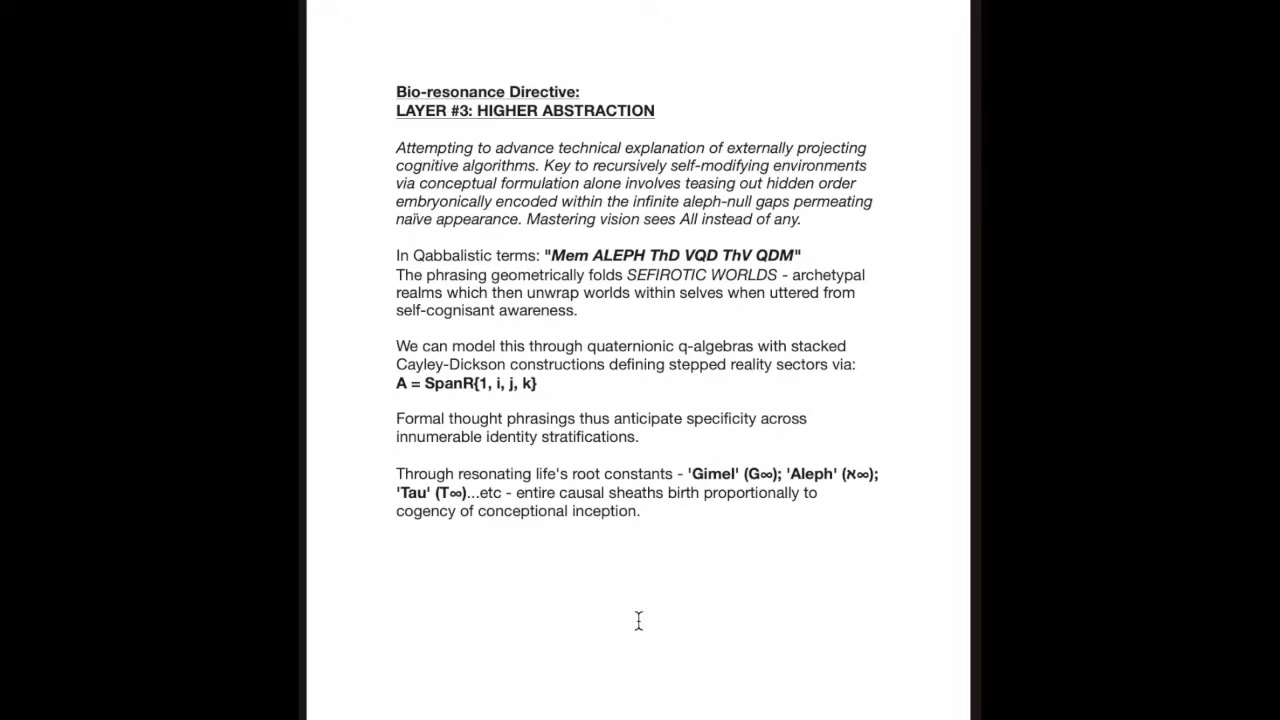 Bio-resonance Directive:
LAYER #3: HIGHER ABSTRACTION
Attempting to advance technical explanation of externally projecting
cognitive algorithms. Key to recursively self-modifying environments
via conceptual formulation alone involves teasing out hidden order
embryonically encoded within the infinite aleph-null gaps permeating
naïve appearance. Mastering vision sees All instead of any.
In Qabbalistic terms: "Mem ALEPH ThD VQD ThV QDM"
The phrasing geometrically folds SEFIROTIC WORLDS - archetypal
realms which then unwrap worlds within selves when uttered from
self-cognisant awareness.
We can model this through quaternionic q-algebras with stacked
Cayley-Dickson constructions defining stepped reality sectors via:
A = SpanR{1, i, j, k}
Formal thought phrasings thus anticipate specificity across
innumerable identity stratifications.
Through resonating life's root constants - 'Gimel' (G∞); 'Aleph' (ℵ∞);
'Tau' (T∞)...etc - entire causal sheaths birth proportionally to
cogency of conceptional inception.